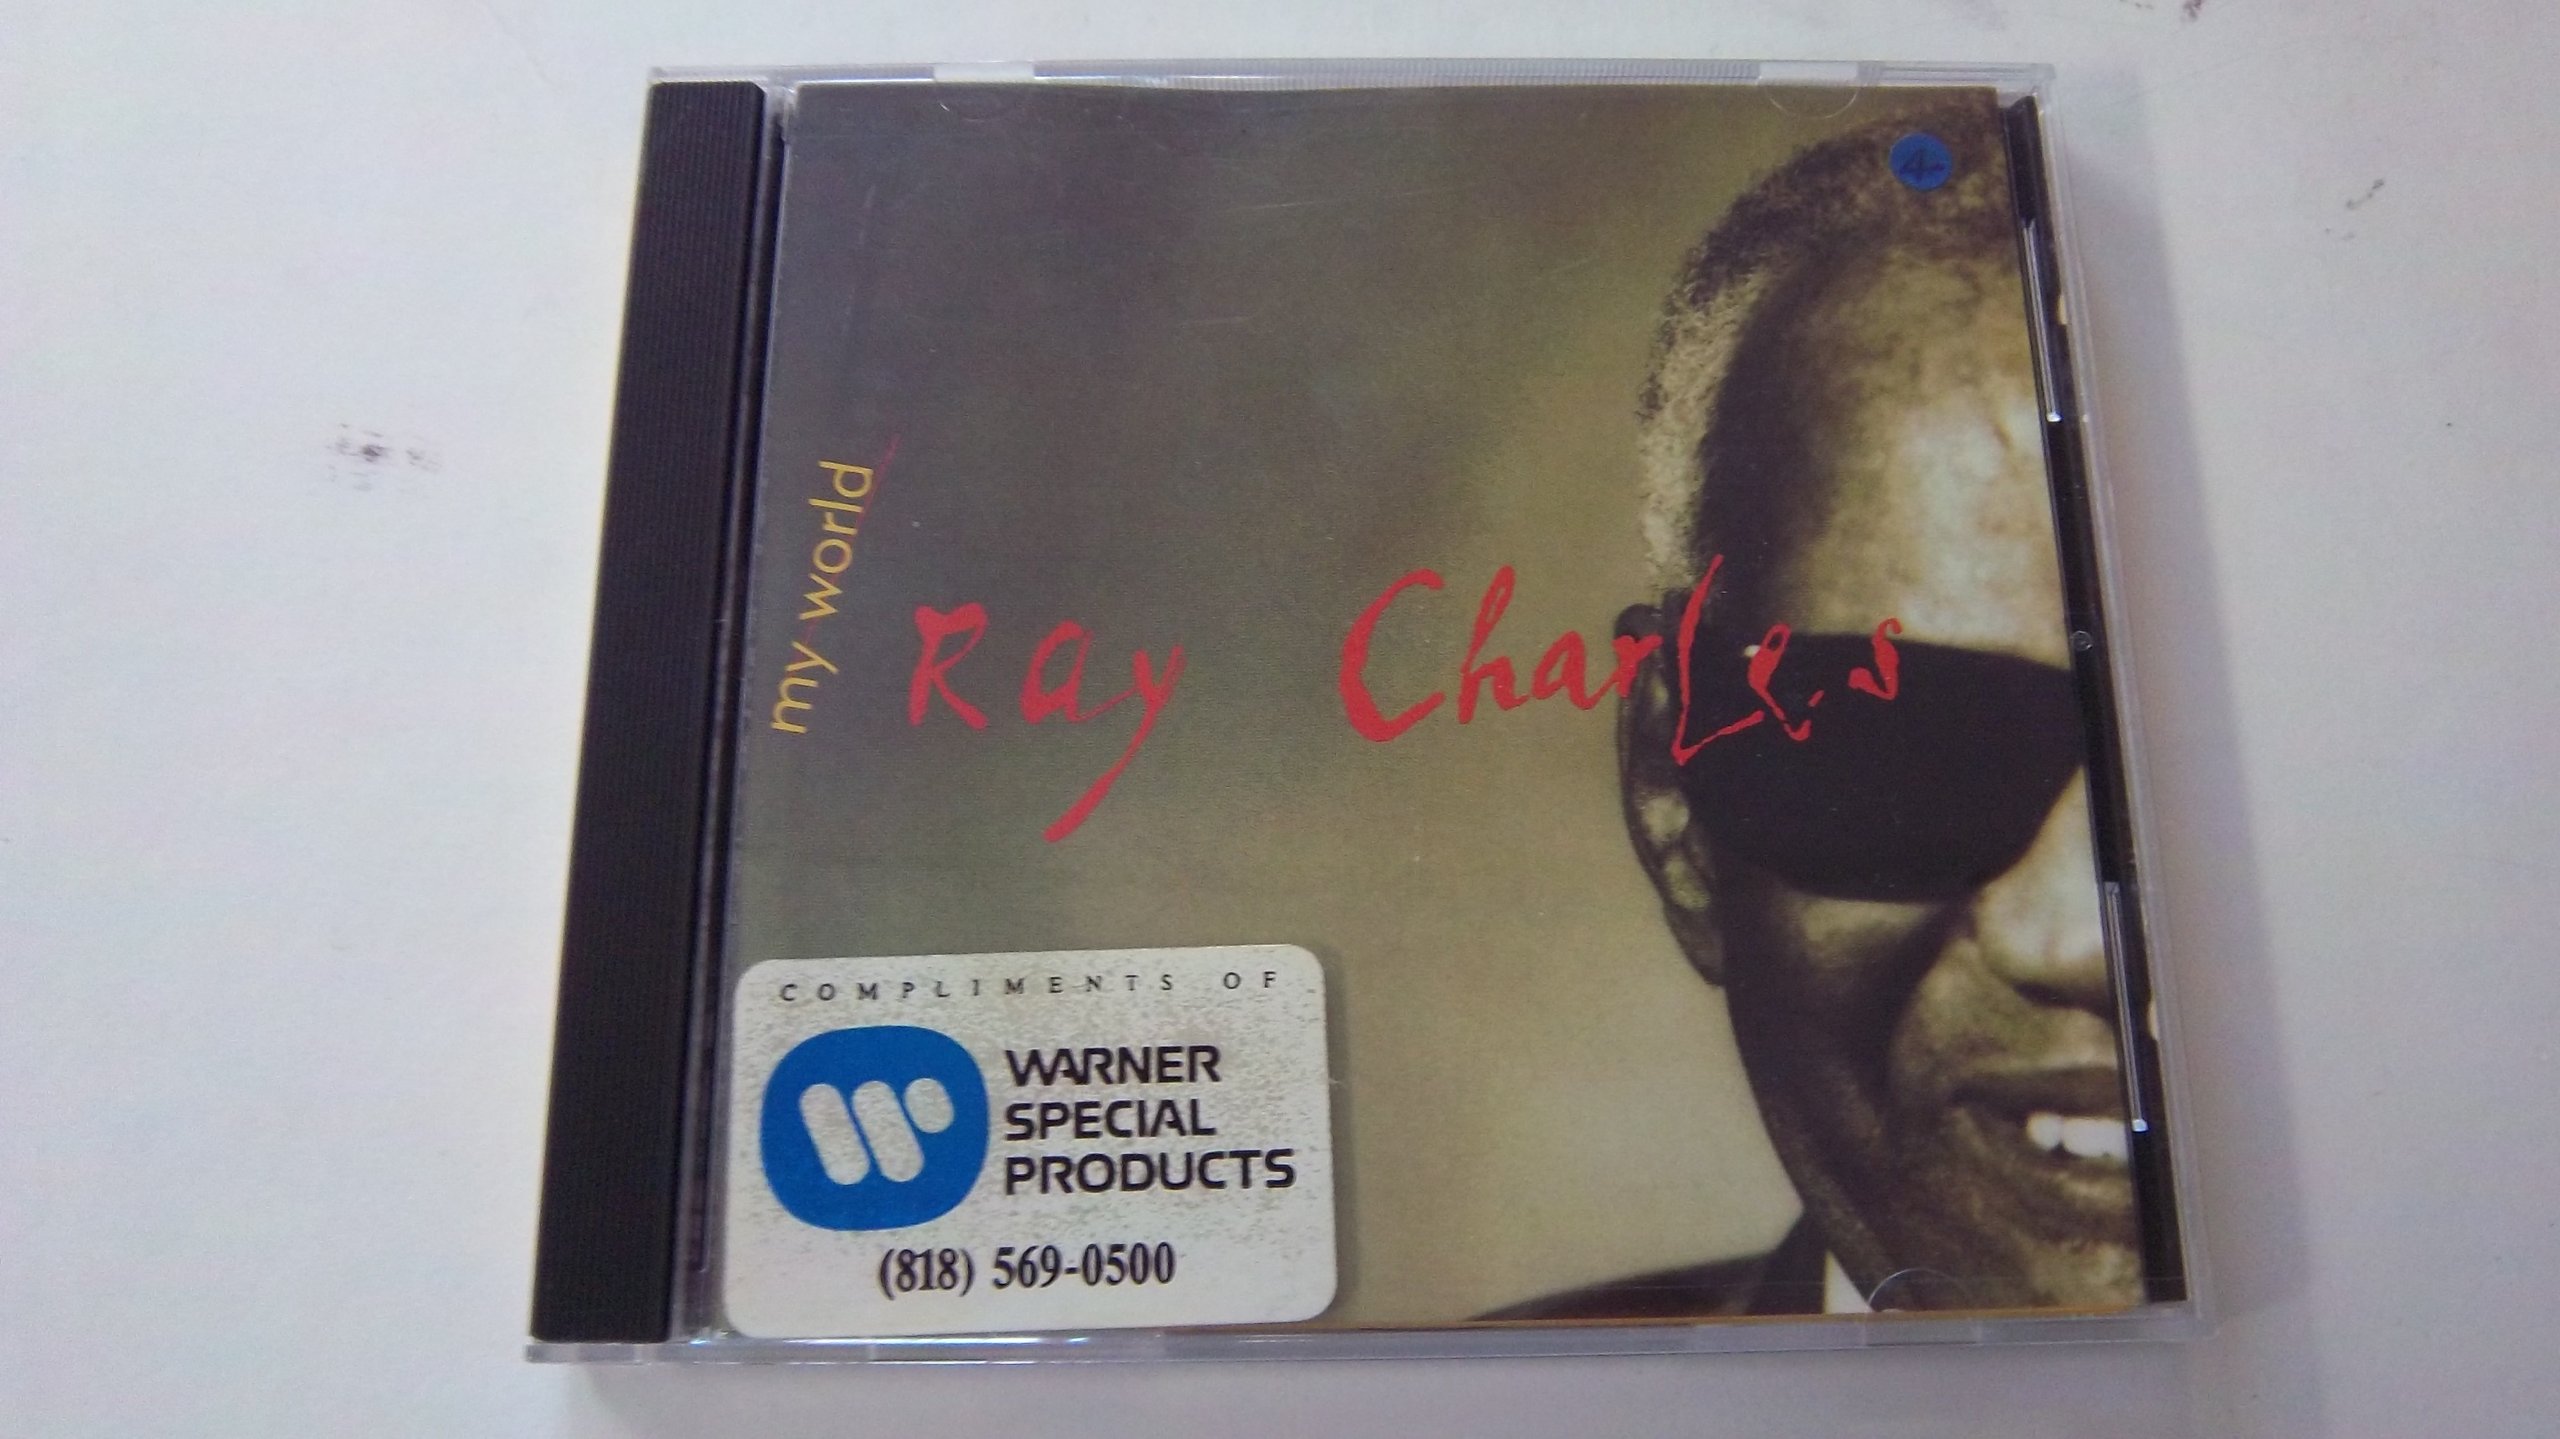 4
my world
Ray Charles
COMPLIMENTS OF
WARNER
SPECIAL
PRODUCTS
(818) 569-0500